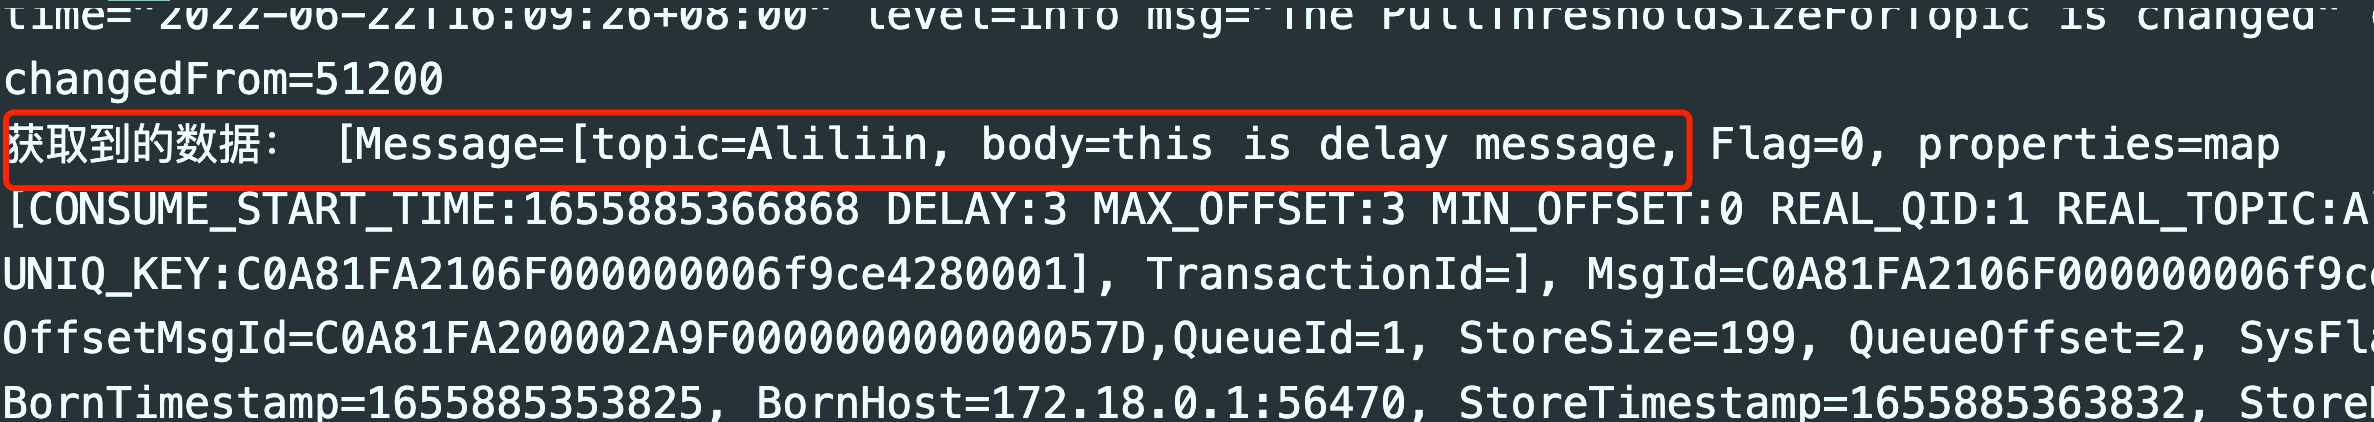 time="2022-06-22T16:09:26+08:00" level=info msg="The PullThresholdSizeForTopic is changed"
changedFrom=51200
获取到的数据： [Message=[topic=Aliliin, body=this is delay message, Flag=0, properties=map
[CONSUME_START_TIME:1655885366868 DELAY:3 MAX_OFFSET:3 MIN_OFFSET:0 REAL_QID:1 REAL_TOPIC:A
UNIQ_KEY:C0A81FA2106F000000006f9ce4280001], TransactionId=], MsgId=C0A81FA2106F000000006f9c
OffsetMsgId=C0A81FA200002A9F000000000000057D,QueueId=1, StoreSize=199, QueueOffset=2, SysFl
BornTimestamp=1655885353825, BornHost=172.18.0.1:56470, StoreTimestamp=1655885363832, Store